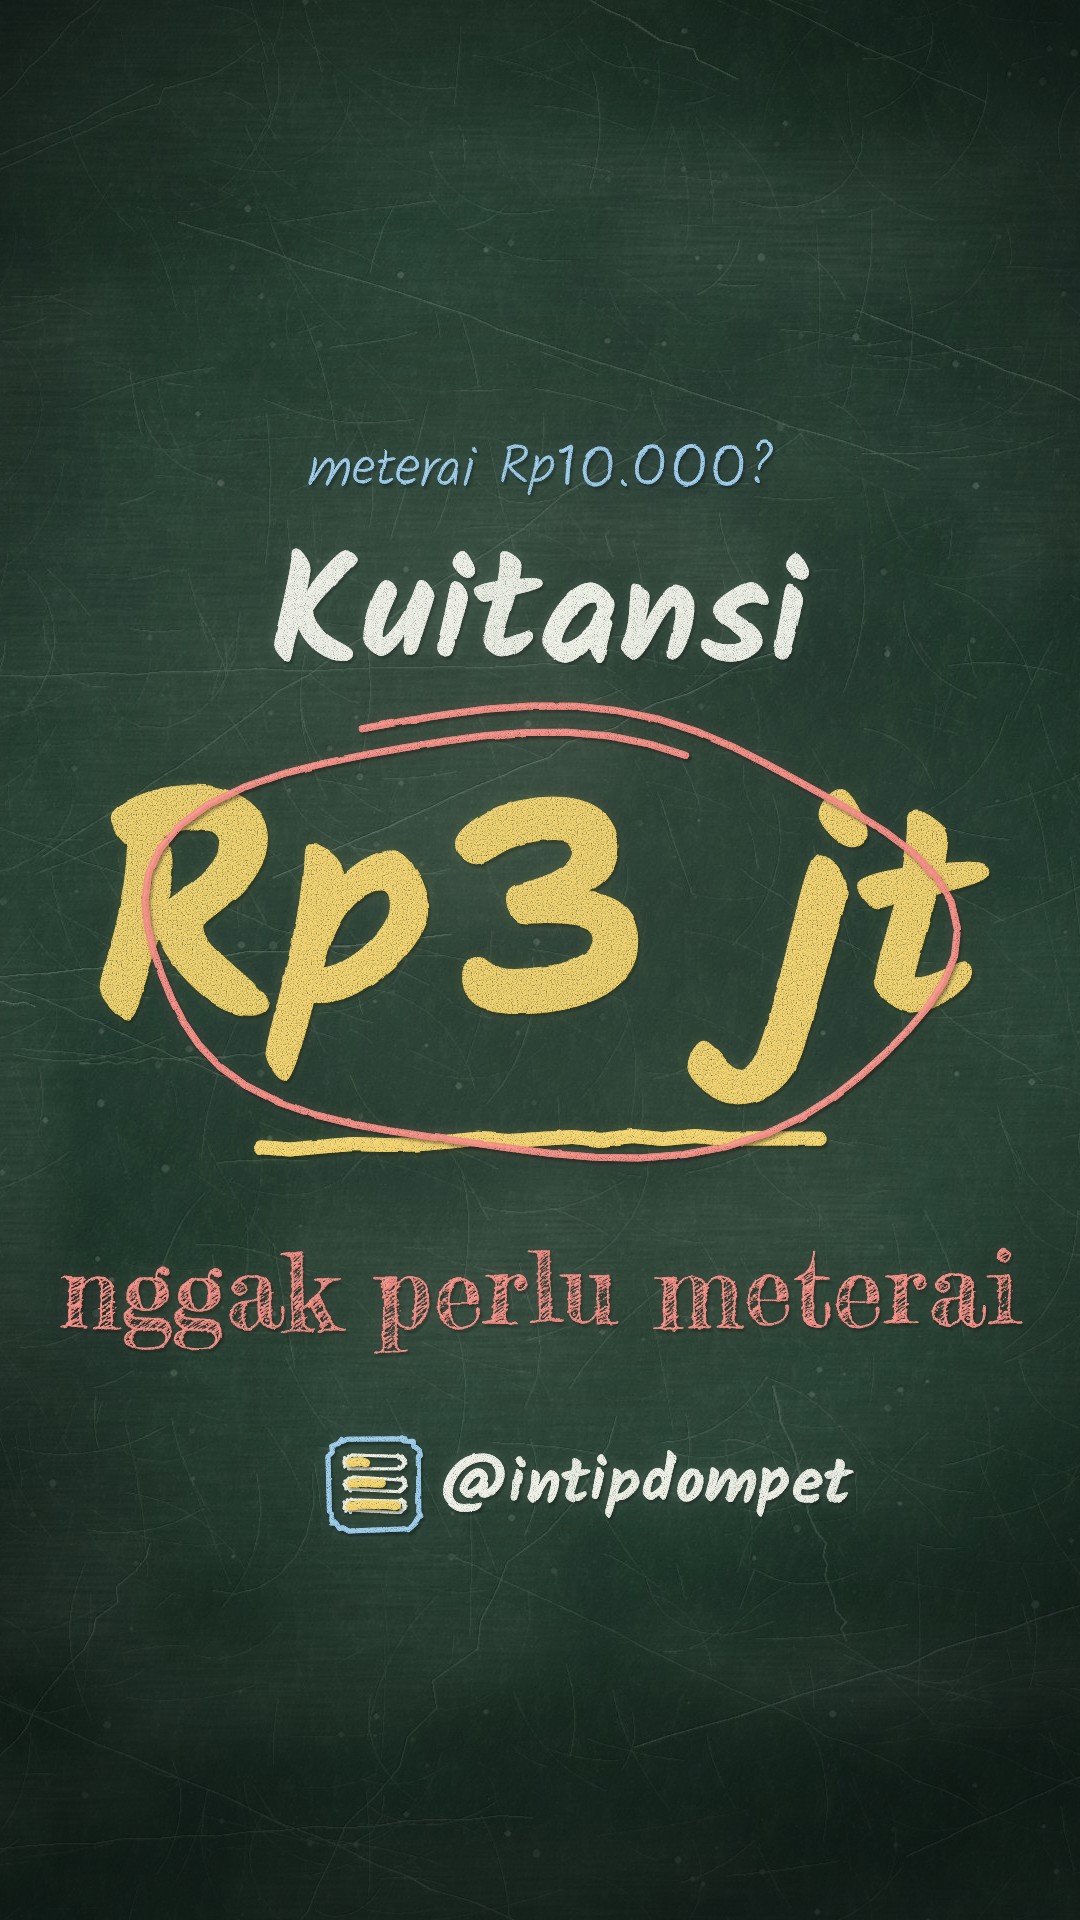 meterai Rp10.000?
Kuitansi
Rp3 jt
nggak perlu meterai
@intipdompet